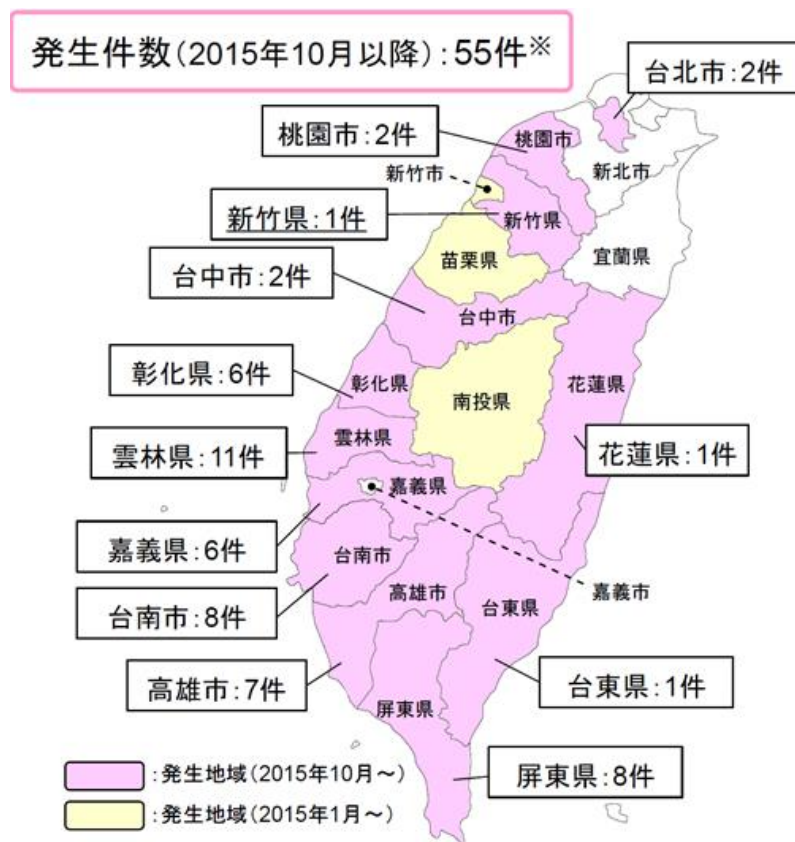 発生件数(2015年10月以降):55件※
台北市:2件
桃園市:2件
桃園市
新竹市
新北市
新竹県:1件
新竹県
苗栗県
宜蘭県
台中市:2件
台中市
彰化県:6件
彰化県
南投県
花蓮県
雲林県:11件
雲林県
花蓮県:1件
嘉義県
嘉義県:6件
台南市
高雄市
台東県
嘉義市
台南市:8件
高雄市:7件
台東県:1件
屏東県
屏東県:8件
:発生地域(2015年10月~)
:発生地域(2015年1月~)